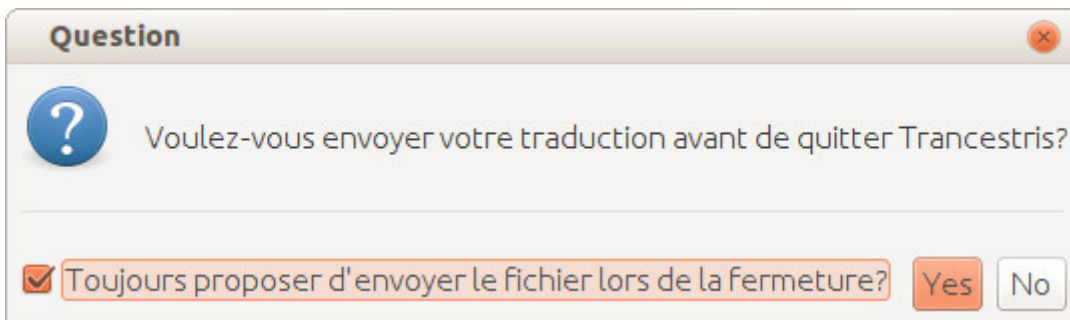 Question
Voulez-vous envoyer votre traduction avant de quitter Trancestris?
Toujours proposer d'envoyer le fichier lors de la fermeture? Yes No